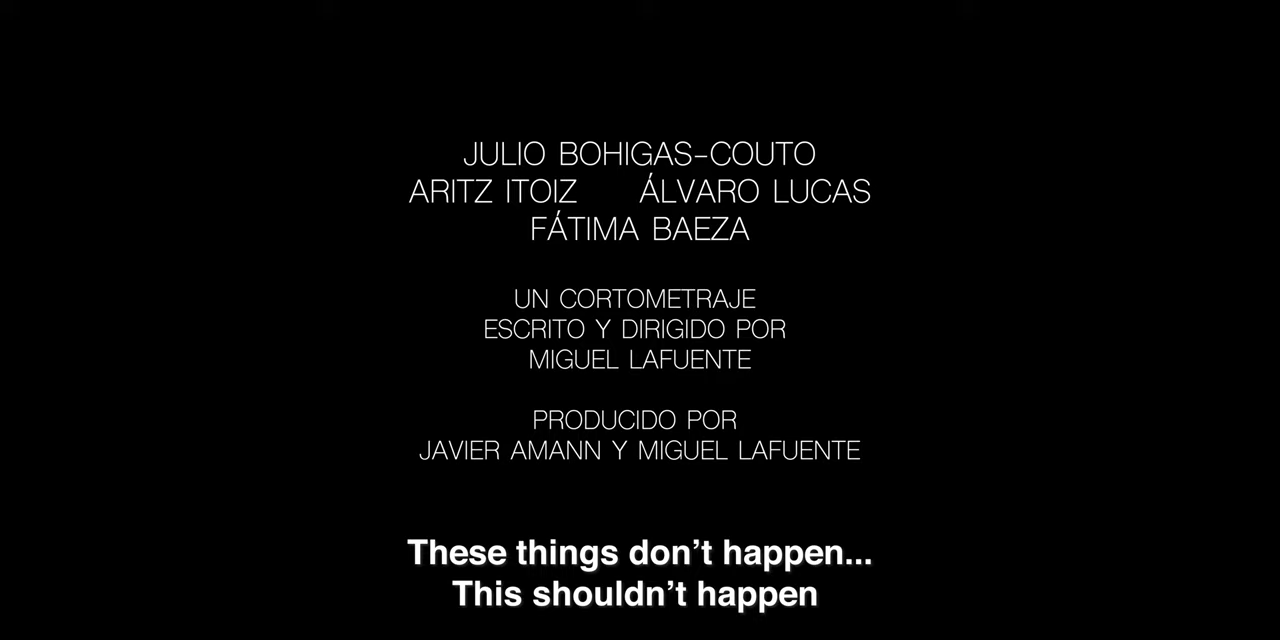 JULIO BOHIGAS-COUTO
ARITZ ITOIZ ÁLVARO LUCAS
FÁTIMA BAEZA
UN CORTOMETRAJE
ESCRITO Y DIRIGIDO POR
MIGUEL LAFUENTE
PRODUCIDO POR
JAVIER AMANN Y MIGUEL LAFUENTE
These things don’t happen...
This shouldn’t happen